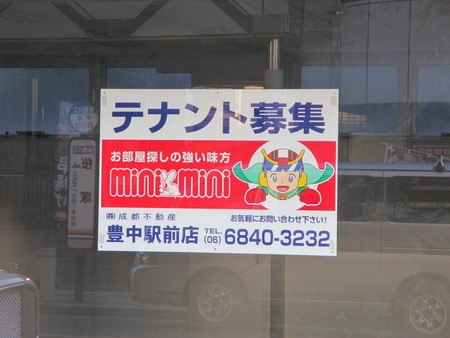 テナント募集
お部屋探しの強い味方
mini mini
㈱成都不動産
お気軽にお問い合わせ下さい!
豊中駅前店 TEL. (06) 6840-3232